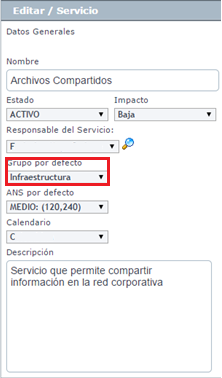 Editar / Servicio
Datos Generales
Nombre
Archivos Compartidos
Estado Impacto
ACTIVO Baja
Responsable del Servicio:
F
Grupo por defecto
Infraestructura
ANS por defecto
MEDIO: (120,240)
Calendario
C
Descripción
Servicio que permite compartir
información en la red corporativa